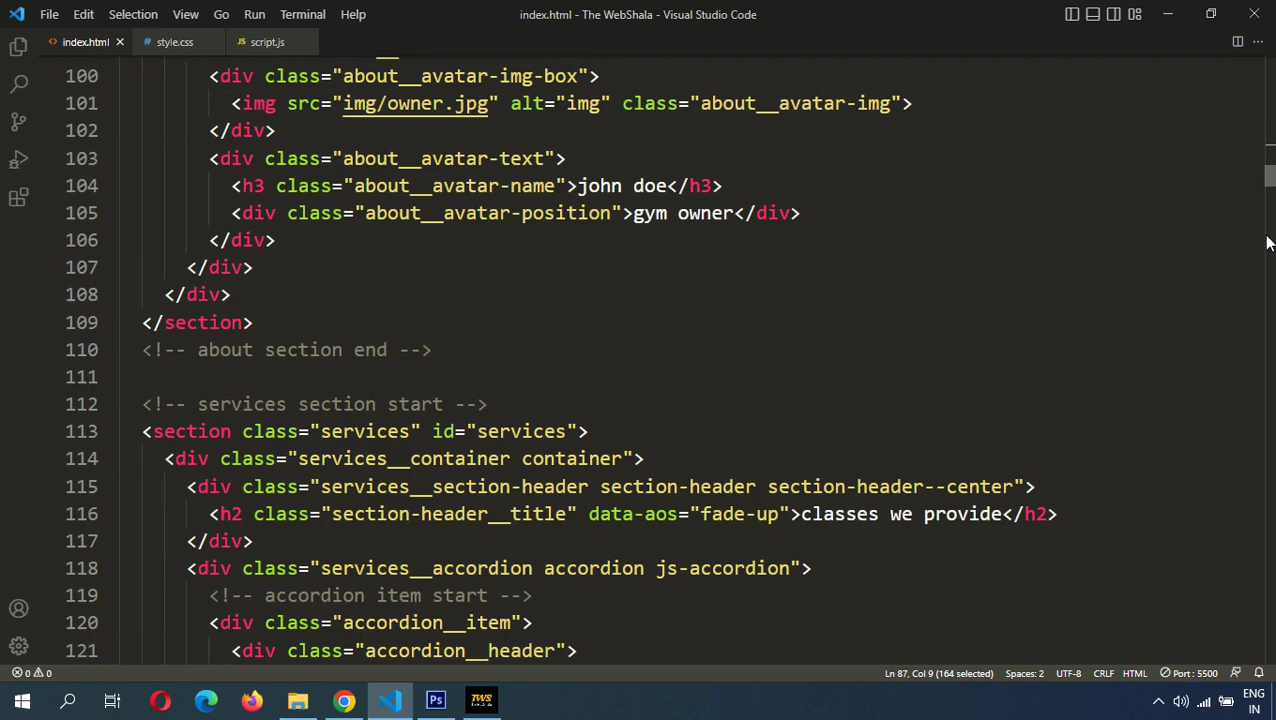 File Edit Selection View Go Run Terminal Help index.html - The WebShala - Visual Studio Code
index.html style.css script.js
100 <div class="about__avatar-img-box">
101 <img src="img/owner.jpg" alt="img" class="about__avatar-img">
102 </div>
103 <div class="about__avatar-text">
104 <h3 class="about__avatar-name">john doe</h3>
105 <div class="about__avatar-position">gym owner</div>
106 </div>
107 </div>
108 </div>
109 </section>
110 <!-- about section end -->
111
112 <!-- services section start -->
113 <section class="services" id="services">
114 <div class="services__container container">
115 <div class="services__section-header section-header section-header--center">
116 <h2 class="section-header__title" data-aos="fade-up">classes we provide</h2>
117 </div>
118 <div class="services__accordion accordion js-accordion">
119 <!-- accordion item start -->
120 <div class="accordion__item">
121 <div class="accordion__header">
0 0 Ln 87, Col 9 (164 selected) Spaces: 2 UTF-8 CRLF HTML Port : 5500
Ps TWS ENG
IN